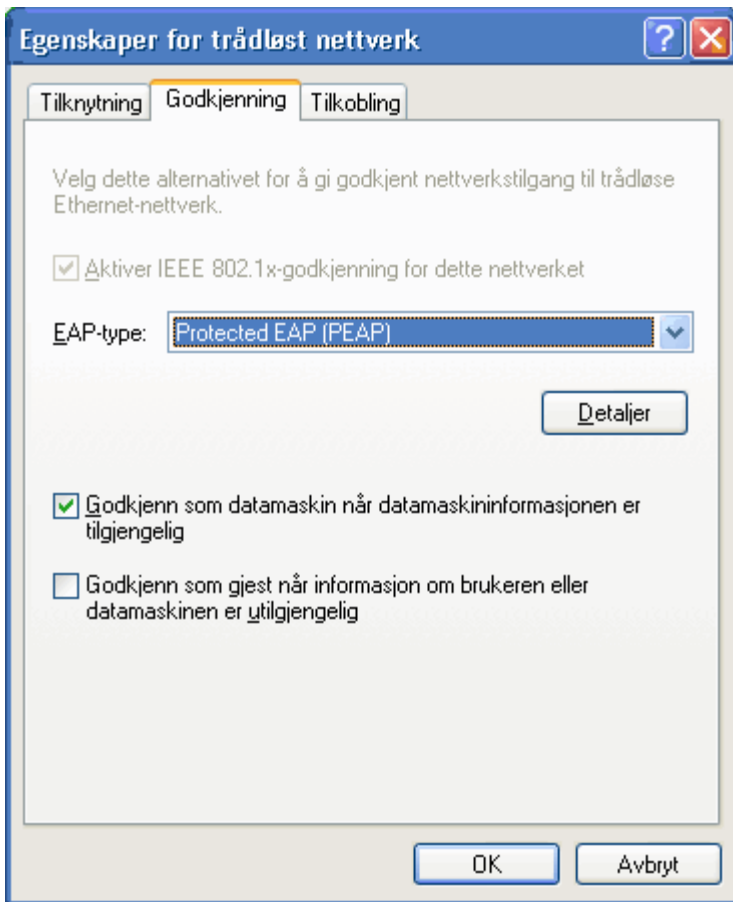 Egenskaper for trådløst nettverk
Tilknytning Godkjenning Tilkobling
Velg dette alternativet for å gi godkjent nettverkstilgang til trådløse
Ethernet-nettverk.
Aktiver IEEE 802.1x-godkjenning for dette nettverket
EAP-type: Protected EAP (PEAP)
Detaljer
Godkjenn som datamaskin når datamaskininformasjonen er
tilgjengelig
Godkjenn som gjest når informasjon om brukeren eller
datamaskinen er utilgjengelig
OK Avbryt